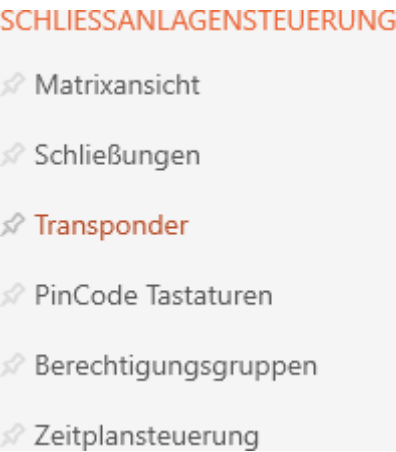 SCHLIESSANLAGENSTEUERUNG
Matrixansicht
Schließungen
Transponder
PinCode Tastaturen
Berechtigungsgruppen
Zeitplansteuerung